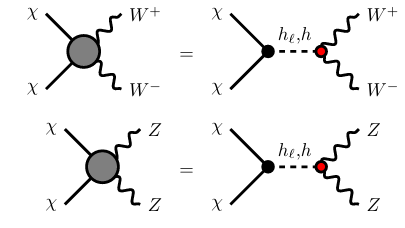 χ W⁺ χ h_ℓ,h W⁺
=
χ W⁻ χ W⁻
χ Z χ h_ℓ,h Z
=
χ Z χ Z